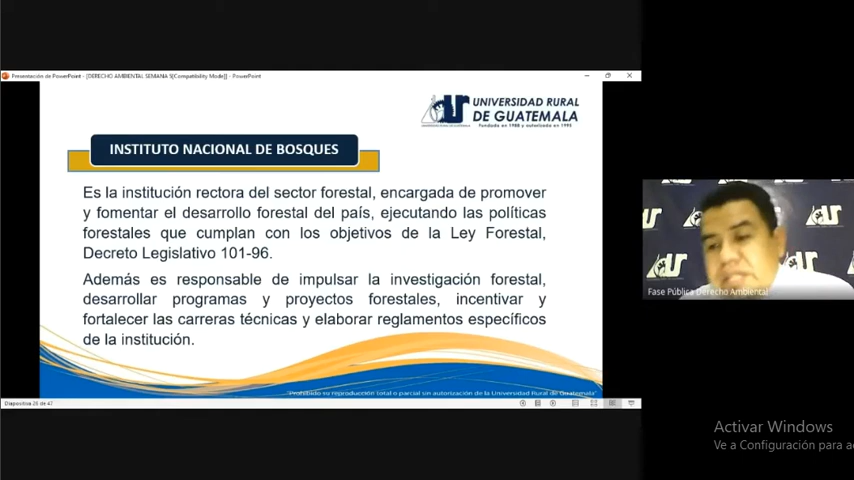 Presentación de PowerPoint - [DERECHO AMBIENTAL SEMANA 5[Compatibility Mode]] - PowerPoint
UNIVERSIDAD RURAL
DE GUATEMALA
INSTITUTO NACIONAL DE BOSQUES
Es la institución rectora del sector forestal, encargada de promover
y fomentar el desarrollo forestal del país, ejecutando las políticas
forestales que cumplan con los objetivos de la Ley Forestal,
Decreto Legislativo 101-96.
Además es responsable de impulsar la investigación forestal,
desarrollar programas y proyectos forestales, incentivar y
fortalecer las carreras técnicas y elaborar reglamentos específicos
de la institución.
"Prohibido su reproducción total o parcial sin autorización de la Universidad Rural de Guatemala"
Diapositiva 26 de 47
Fase Pública Derecho Ambiental
Activar Windows
Ve a Configuración para a